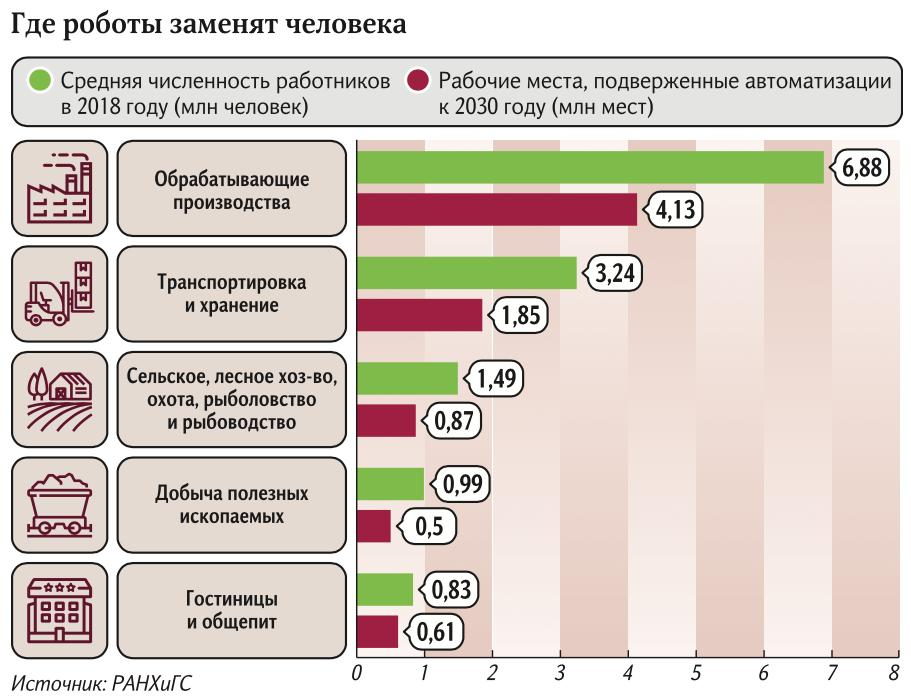 Где роботы заменят человека
Средняя численность работников
в 2018 году (млн человек)
Рабочие места, подверженные автоматизации
к 2030 году (млн мест)
Обрабатывающие
производства
6,88
4,13
Транспортировка
и хранение
3,24
1,85
Сельское, лесное хоз-во,
охота, рыболовство
и рыбоводство
1,49
0,87
Добыча полезных
ископаемых
0,99
0,5
Гостиницы
и общепит
0,83
0,61
0 1 2 3 4 5 6 7 8
Источник: РАНХиГС